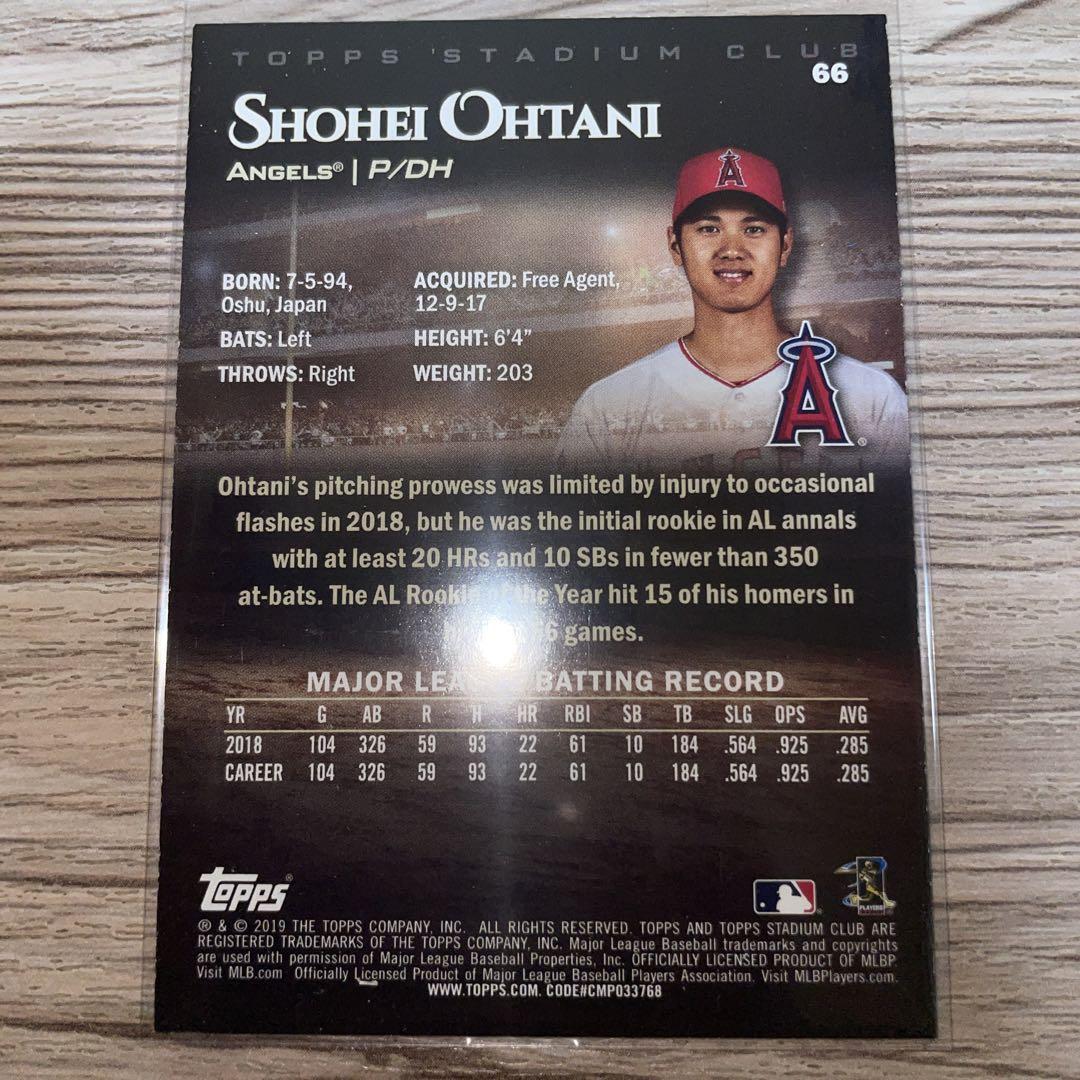 TOPPS STADIUM CLUB
66
SHOHEI OHTANI
ANGELS® | P/DH
BORN: 7-5-94,
Oshu, Japan
BATS: Left
THROWS: Right
ACQUIRED: Free Agent,
12-9-17
HEIGHT: 6'4"
WEIGHT: 203
A®
Ohtani's pitching prowess was limited by injury to occasional
flashes in 2018, but he was the initial rookie in AL annals
with at least 20 HRs and 10 SBs in fewer than 350
at-bats. The AL Rookie of the Year hit 15 of his homers in
games.
MAJOR LEAGUE BATTING RECORD
YR G AB R H HR RBI SB TB SLG OPS AVG
2018 104 326 59 93 22 61 10 184 .564 .925 .285
CAREER 104 326 59 93 22 61 10 184 .564 .925 .285
Topps®
PLAYERS
® & © 2019 THE TOPPS COMPANY, INC. ALL RIGHTS RESERVED. TOPPS AND TOPPS STADIUM CLUB ARE
REGISTERED TRADEMARKS OF THE TOPPS COMPANY, INC. Major League Baseball trademarks and copyrights
are used with permission of Major League Baseball Properties, Inc. OFFICIALLY LICENSED PRODUCT OF MLBP
Visit MLB.com Officially Licensed Product of Major League Baseball Players Association. Visit MLBPlayers.com.
WWW.TOPPS.COM. CODE#CMP033768